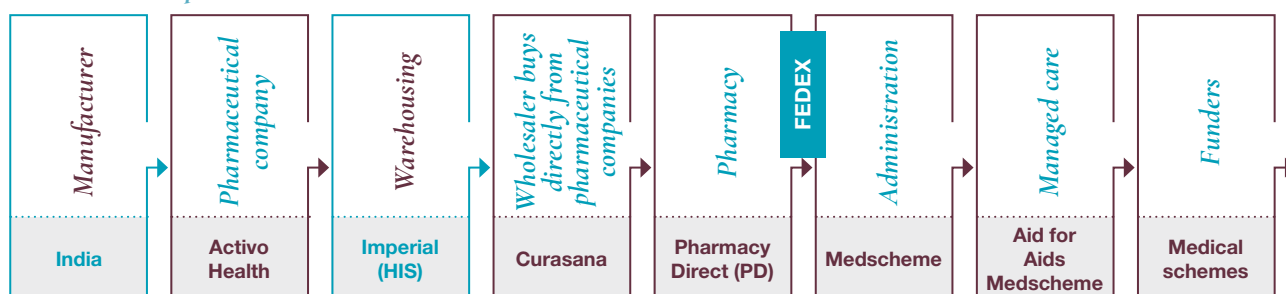 Manufacturer
India
Pharmaceutical
company
Activo
Health
Warehousing
Imperial
(HIS)
Wholesaler buys
directly from
pharmaceutical
companies
Curasana
Pharmacy
Pharmacy
Direct (PD)
FEDEX
Administration
Medscheme
Managed care
Aid for
Aids
Medscheme
Funders
Medical
schemes